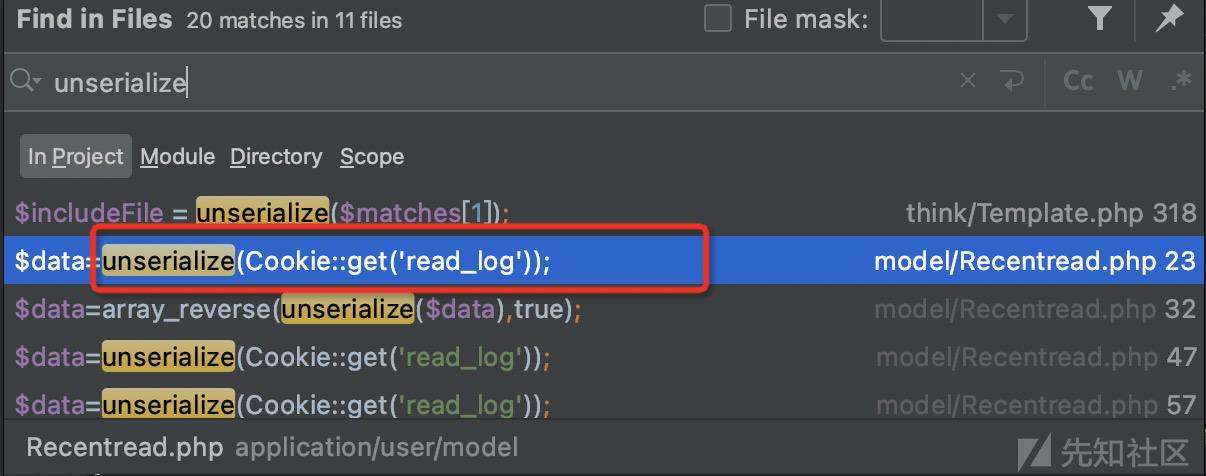 Find in Files 20 matches in 11 files File mask:
unserialize Cc W .*
In Project Module Directory Scope
$includeFile = unserialize($matches[1]); think/Template.php 318
$data=unserialize(Cookie::get('read_log')); model/Recentread.php 23
$data=array_reverse(unserialize($data),true); model/Recentread.php 32
$data=unserialize(Cookie::get('read_log')); model/Recentread.php 47
$data=unserialize(Cookie::get('read_log')); model/Recentread.php 57
Recentread.php application/user/model
先知社区